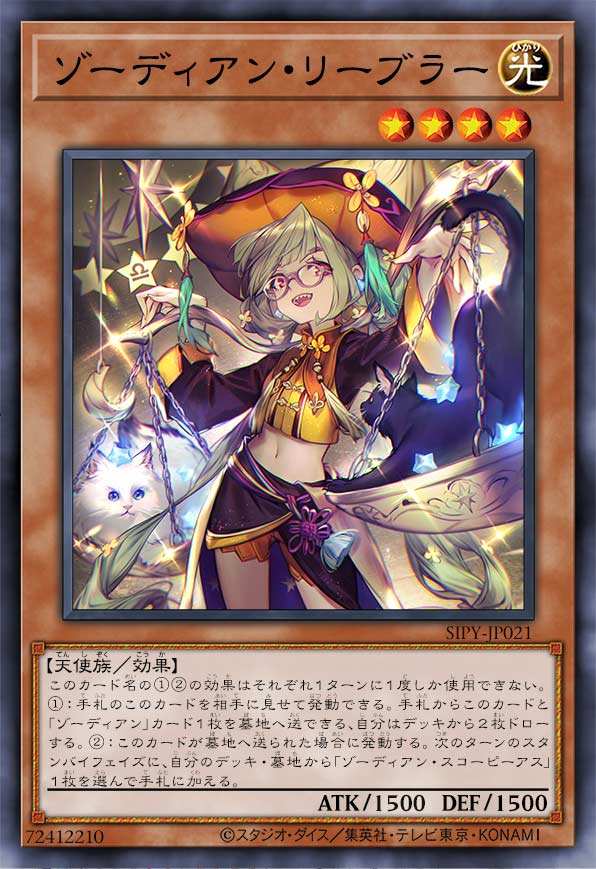 ゾーディアン・リーブラー
ひかり
光
SIPY-JP021
【天使族／効果】
このカード名の①②の効果はそれぞれ１ターンに１度しか使用できない。
①：手札のこのカードを相手に見せて発動できる。手札からこのカードと
「ゾーディアン」カード１枚を墓地へ送り、自分はデッキから２枚ドロー
する。②：このカードが墓地へ送られた場合に発動する。次のターンのスタ
ンバイフェイズに、自分のデッキ・墓地から「ゾーディアン・スコーピーアス」
１枚を選んで手札に加える。
ATK/1500 DEF/1500
72412210
©スタジオ・ダイス／集英社・テレビ東京・KONAMI